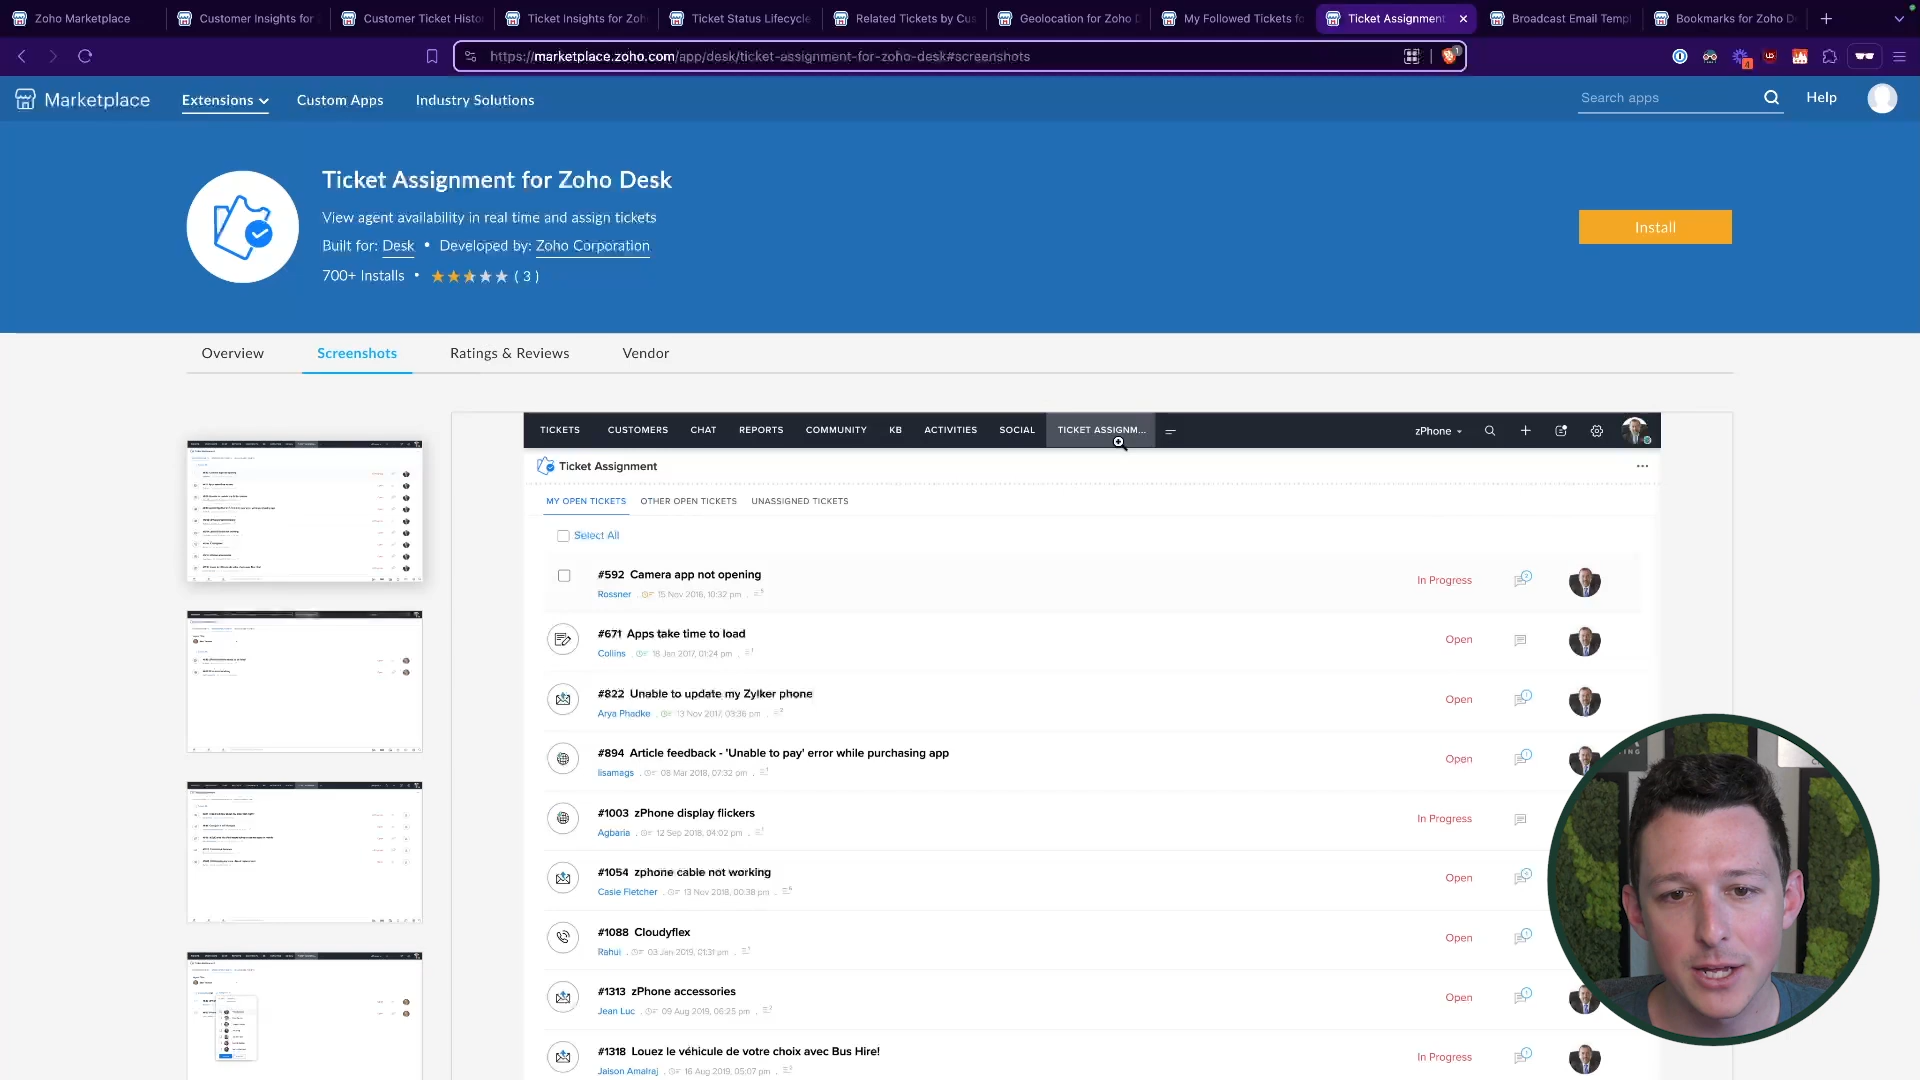 Zoho Marketplace
Customer Insights for
Customer Ticket Histo
Ticket Insights for Zoh
Ticket Status Lifecycle
Related Tickets by Cus
Geolocation for Zoho D
My Followed Tickets fo
Ticket Assignment
Broadcast Email Temp
Bookmarks for Zoho D
https://marketplace.zoho.com/app/desk/ticket-assignment-for-zoho-desk#screenshots
1
4
Marketplace
Extensions
Custom Apps
Industry Solutions
Search apps
Help
Ticket Assignment for Zoho Desk
View agent availability in real time and assign tickets
Built for: Desk • Developed by: Zoho Corporation
700+ Installs • ( 3 )
Install
Overview
Screenshots
Ratings & Reviews
Vendor
TICKETS
CUSTOMERS
CHAT
REPORTS
COMMUNITY
KB
ACTIVITIES
SOCIAL
TICKET ASSIGNM...
zPhone
Ticket Assignment
MY OPEN TICKETS
OTHER OPEN TICKETS
UNASSIGNED TICKETS
Select All
#592 Camera app not opening
Rossner . 15 Nov 2016, 10:32 pm .
In Progress
#671 Apps take time to load
Collins . 18 Jan 2017, 01:24 pm .
Open
#822 Unable to update my Zylker phone
Arya Phadke . 13 Nov 2017, 03:36 pm .
Open
#894 Article feedback - 'Unable to pay' error while purchasing app
lisamags . 08 Mar 2018, 07:32 pm .
Open
#1003 zPhone display flickers
Agbaria . 12 Sep 2018, 04:02 pm .
In Progress
#1054 zphone cable not working
Casie Fletcher . 13 Nov 2018, 00:38 pm .
Open
#1088 Cloudyflex
Rahul . 03 Jan 2019, 01:31 pm .
Open
#1313 zPhone accessories
Jean Luc . 09 Aug 2019, 06:25 pm .
Open
#1318 Louez le véhicule de votre choix avec Bus Hire!
Jaison Amalraj . 16 Aug 2019, 05:07 pm .
In Progress